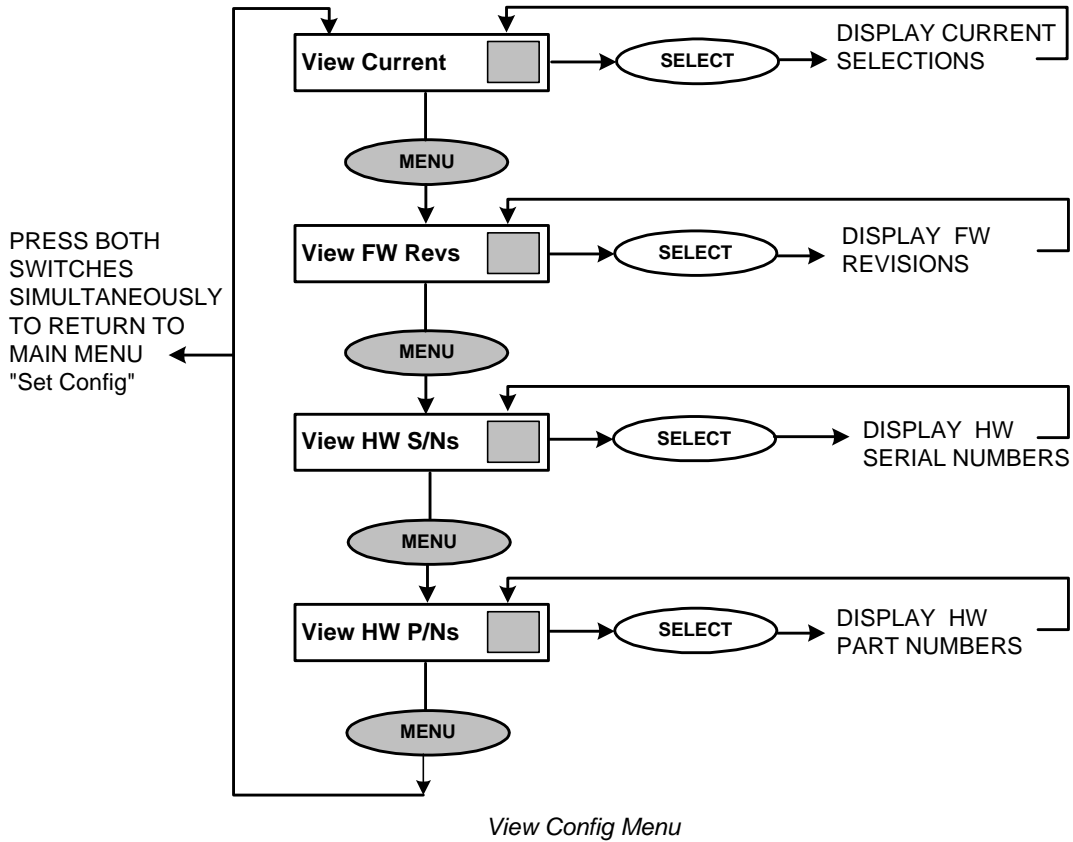 View Current
SELECT
DISPLAY CURRENT
SELECTIONS
MENU
PRESS BOTH
SWITCHES
SIMULTANEOUSLY
TO RETURN TO
MAIN MENU
"Set Config"
View FW Revs
SELECT
DISPLAY FW
REVISIONS
MENU
View HW S/Ns
SELECT
DISPLAY HW
SERIAL NUMBERS
MENU
View HW P/Ns
SELECT
DISPLAY HW
PART NUMBERS
MENU
View Config Menu